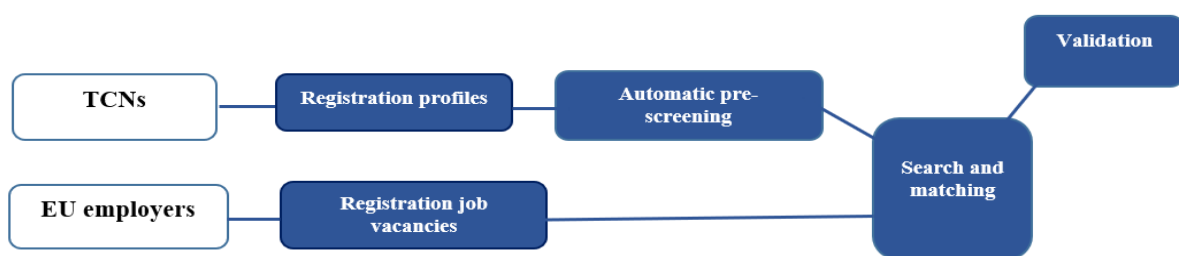 Validation
TCNs
Registration profiles
Automatic pre-
screening
Search and
matching
EU employers
Registration job
vacancies